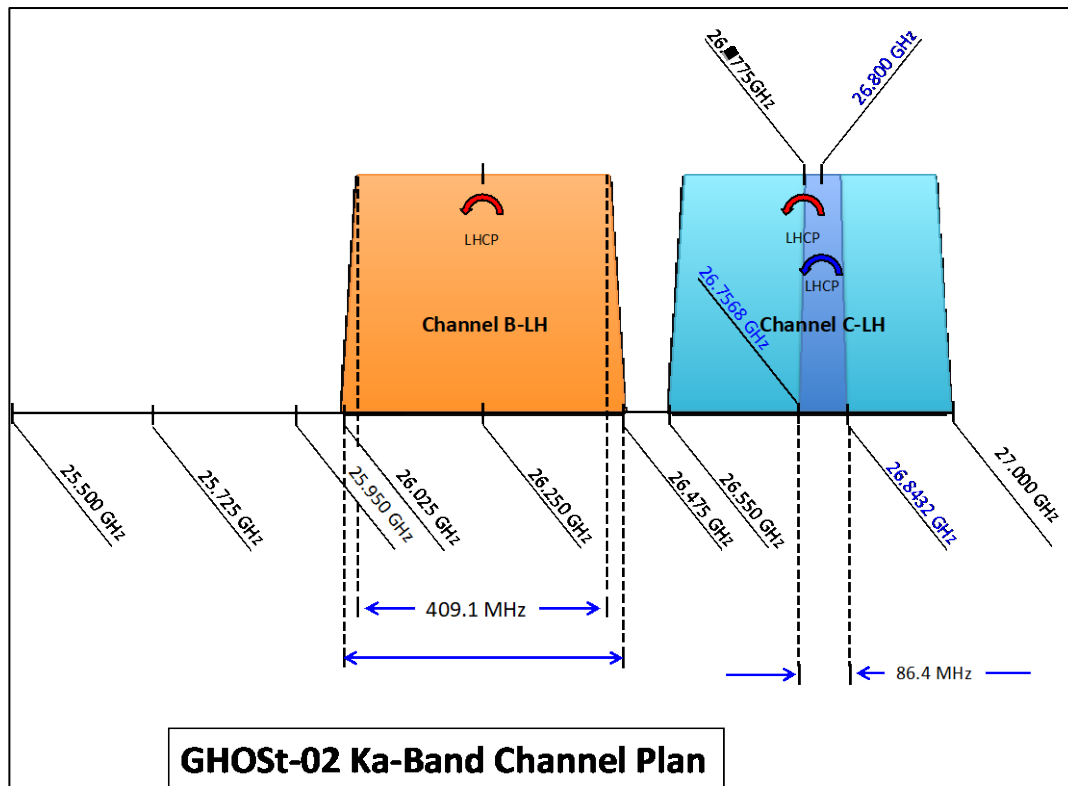 26.800 GHz
LHCP
LHCP
LHCP
26.7568 GHz
Channel B-LH
Channel C-LH
25.500 GHz
25.725 GHz
25.950 GHz
26.025 GHz
26.250 GHz
26.475 GHz
26.550 GHz
26.8432 GHz
27.000 GHz
409.1 MHz
86.4 MHz
GHOSt-02 Ka-Band Channel Plan